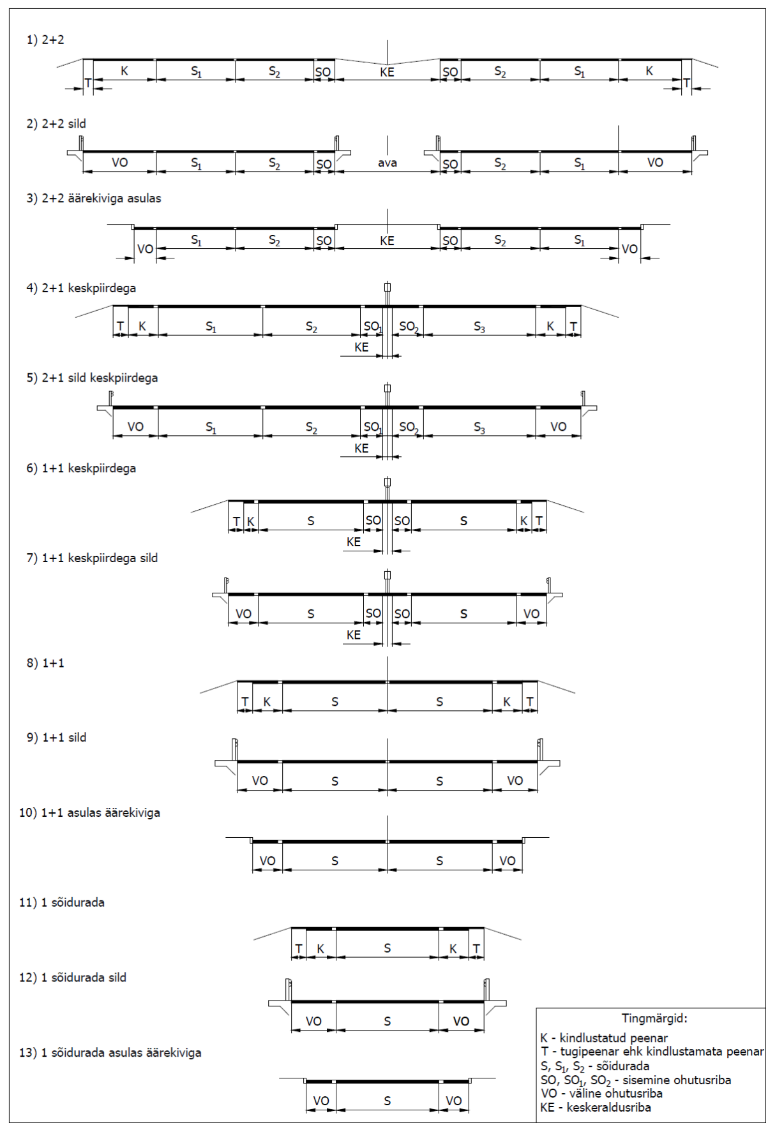 1) 2+2
T K S₁ S₂ SO KE SO S₂ S₁ K T
2) 2+2 sild
VO S₁ S₂ SO ava SO S₂ S₁ VO
3) 2+2 äärekiviga asulas
VO S₁ S₂ SO KE SO S₂ S₁ VO
4) 2+1 keskpiirdega
T K S₁ S₂ SO₁ SO₂ S₃ K T
KE
5) 2+1 sild keskpiirdega
VO S₁ S₂ SO₁ SO₂ S₃ VO
KE
6) 1+1 keskpiirdega
T K S SO SO S K T
KE
7) 1+1 keskpiirdega sild
VO S SO SO S VO
KE
8) 1+1
T K S S K T
9) 1+1 sild
VO S S VO
10) 1+1 asulas äärekiviga
VO S S VO
11) 1 sõidurada
T K S K T
12) 1 sõidurada sild
VO S VO
13) 1 sõidurada asulas äärekiviga
VO S VO
Tingmärgid:
K - kindlustatud peenar
T - tugipeenar ehk kindlustamata peenar
S, S₁, S₂ - sõidurada
SO, SO₁, SO₂ - sisemine ohutusriba
VO - väline ohutusriba
KE - keskeraldusriba